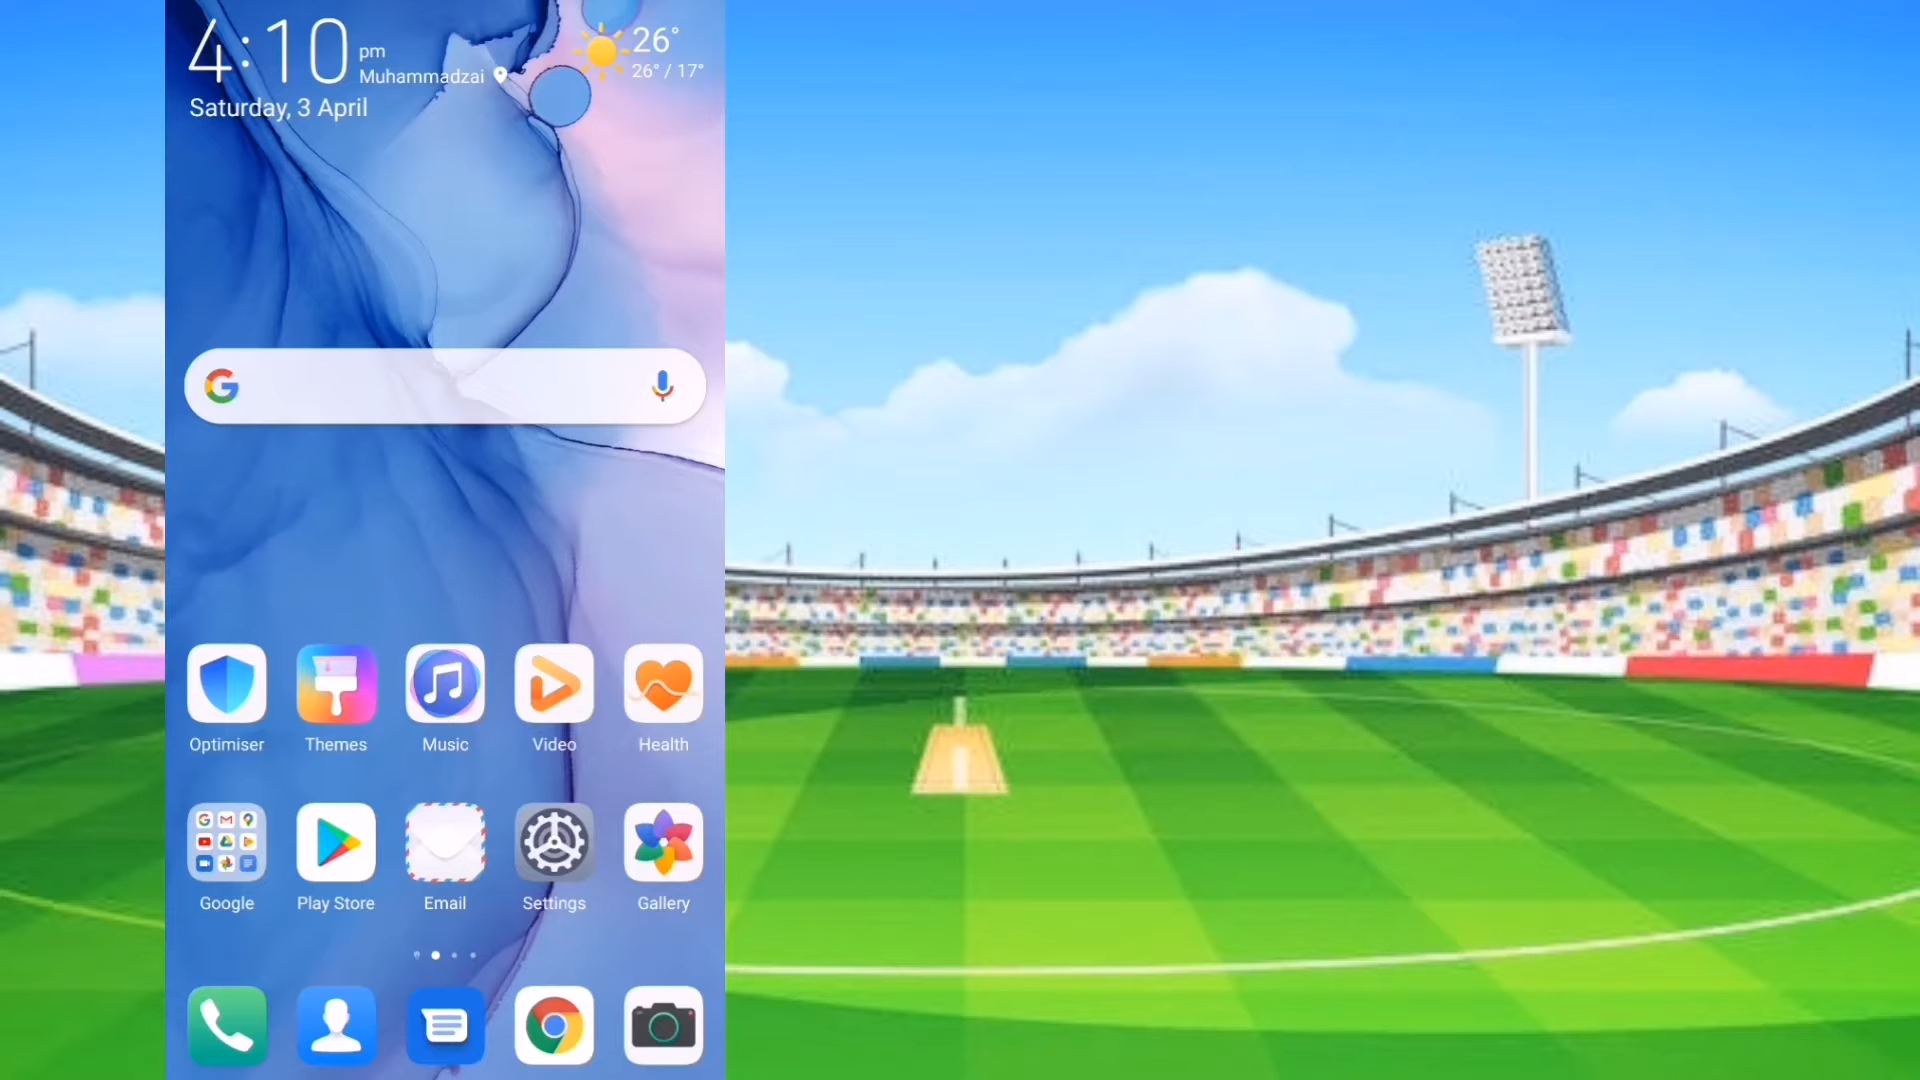 4:10 pm
Muhammadzai
26°
26° / 17°
Saturday, 3 April
Optimiser
Themes
Music
Video
Health
Google
Play Store
Email
Settings
Gallery